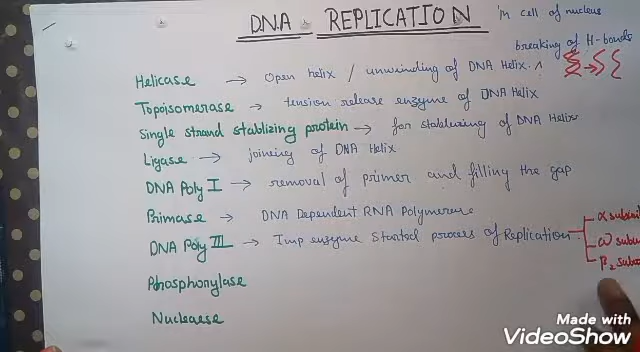 DNA REPLICATION
in cell of nucleus
breaking of H-bonds
Helicase → Open helix / unwinding of DNA Helix.
Topoisomerase → tension release enzyme of DNA Helix
Single strand stablizing protein → for stablizing of DNA Helix
Ligase → joining of DNA Helix
DNA Poly I → removal of primer and filling the gap
Primase → DNA Dependent RNA Polymerase
DNA Poly III → Imp enzyme Started process of Replication
α subunit
ω subu
β2 subu
Phosphorylase
Nuclease
Made with
VideoShow